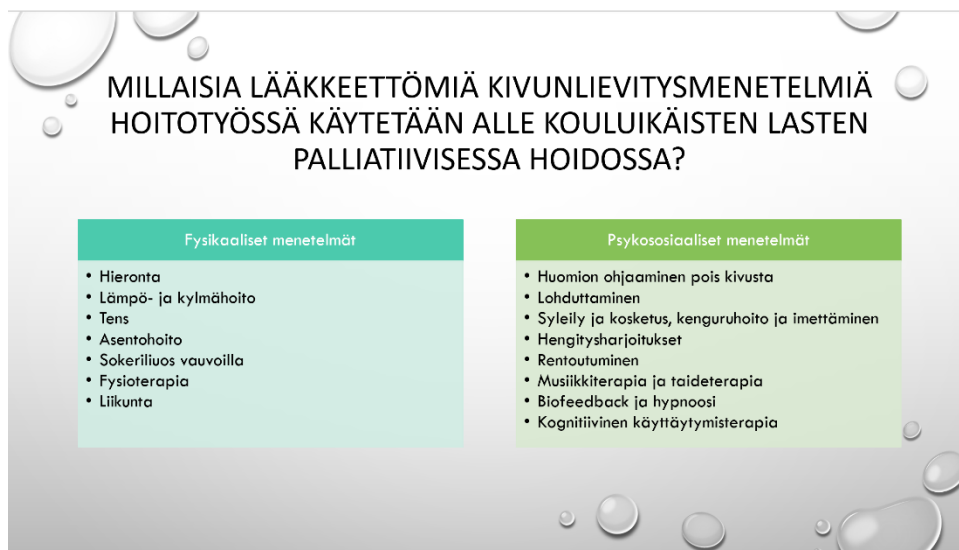 MILLAISIA LÄÄKKEETTÖMIÄ KIVUNLIEVITYSMENETELMIÄ
HOITOTYÖSSÄ KÄYTETÄÄN ALLE KOULUIKÄISTEN LASTEN
PALLIATIIVISESSA HOIDOSSA?
Fysikaaliset menetelmät
• Hieronta
• Lämpö- ja kylmähoito
• Tens
• Asentohoito
• Sokeriliuos vauvoilla
• Fysioterapia
• Liikunta
Psykososiaaliset menetelmät
• Huomion ohjaaminen pois kivusta
• Lohduttaminen
• Syleily ja kosketus, kenguruhoito ja imettäminen
• Hengitysharjoitukset
• Rentoutuminen
• Musiikkiterapia ja taideterapia
• Biofeedback ja hypnoosi
• Kognitiivinen käyttäytymisterapia